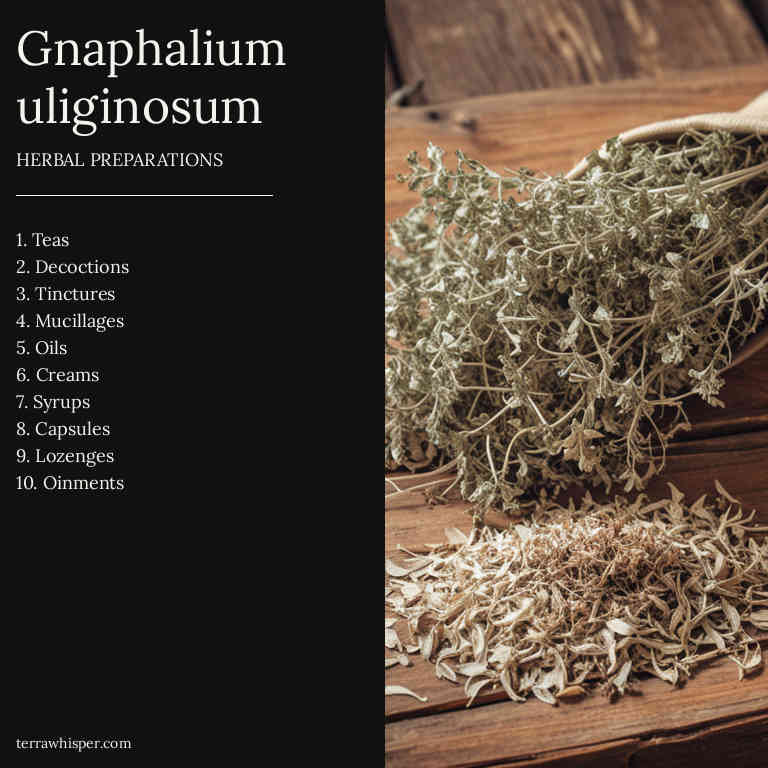 Gnaphalium
uliginosum
HERBAL PREPARATIONS
1. Teas
2. Decoctions
3. Tinctures
4. Mucillages
5. Oils
6. Creams
7. Syrups
8. Capsules
9. Lozenges
10. Oinments
terrawhisper.com